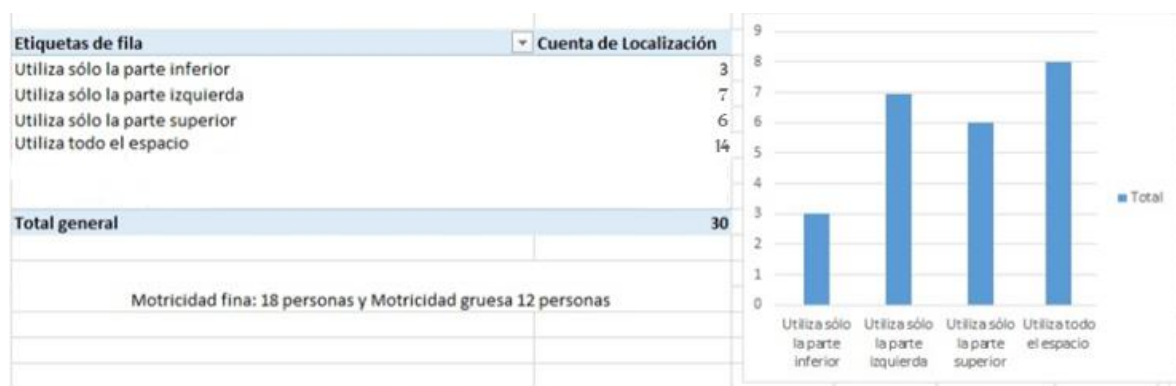 Etiquetas de fila Cuenta de Localización
Utiliza sólo la parte inferior 3
Utiliza sólo la parte izquierda 7
Utiliza sólo la parte superior 6
Utiliza todo el espacio 14
Total general 30
Motricidad fina: 18 personas y Motricidad gruesa 12 personas
9
8
7
6
5
4
3
2
1
0
Utiliza sólo la parte inferior
Utiliza sólo la parte Izquierda
Utiliza sólo la parte superior
Utiliza todo el espacio
Total